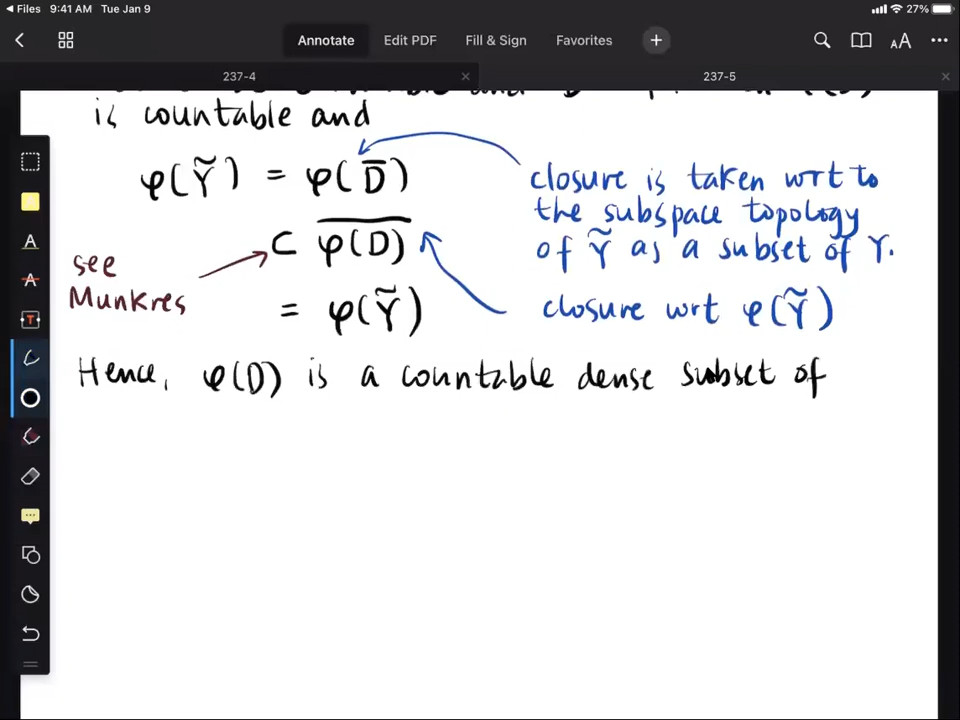 Files 9:41 AM Tue Jan 9 27%
Annotate Edit PDF Fill & Sign Favorites
237-4 237-5
is countable and
φ(Ỹ) = φ(D̅)
closure is taken wrt to
the subspace topology
of Ỹ as a subset of Y.
⊂ \overline{φ(D)}
see
Munkres
= φ(Ỹ)
closure wrt φ(Ỹ)
Hence, φ(D) is a countable dense subset of